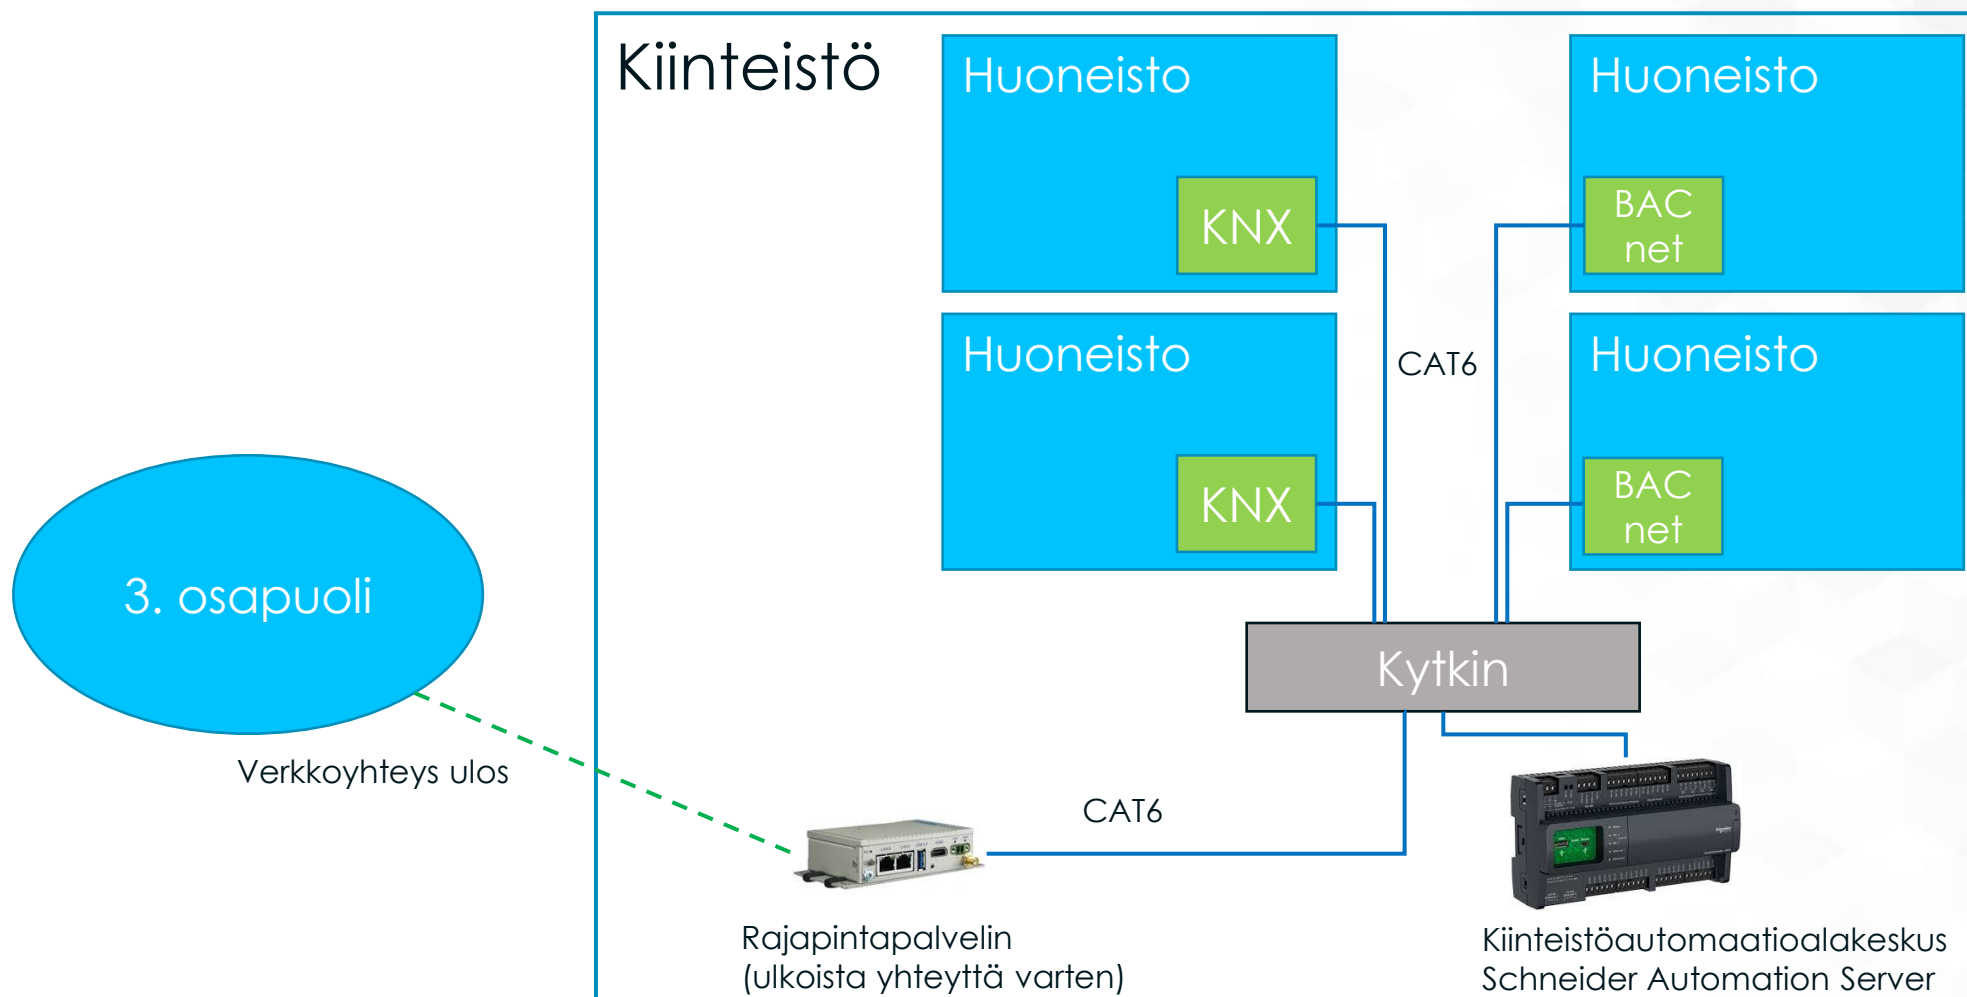 Kiinteistö
Huoneisto
KNX
Huoneisto
BAC
net
Huoneisto
KNX
Huoneisto
BAC
net
CAT6
Kytkin
3. osapuoli
Verkkoyhteys ulos
CAT6
Rajapintapalvelin
(ulkoista yhteyttä varten)
Kiinteistöautomaatioalakeskus
Schneider Automation Server